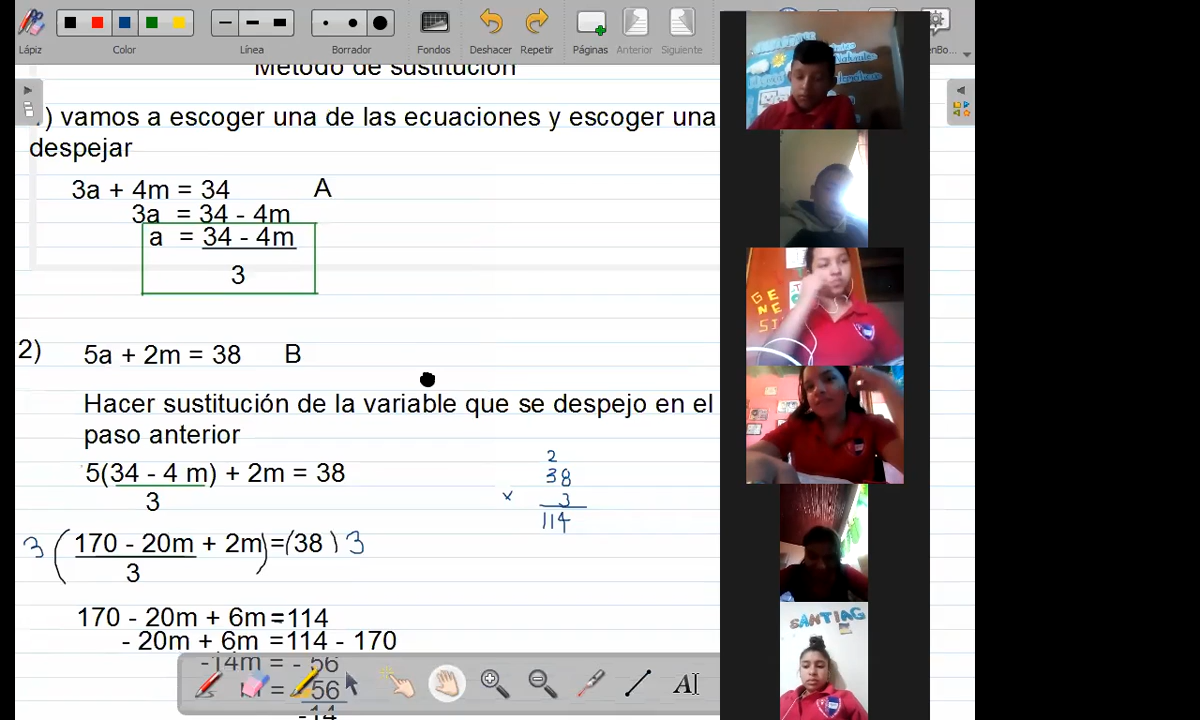 Lápiz
Color
Línea
Borrador
Fondos
Deshacer
Repetir
Páginas
Anterior
Siguiente
Método de sustitución
) vamos a escoger una de las ecuaciones y escoger una
despejar
3a + 4m = 34 A
3a = 34 - 4m
a = 34 - 4m
3
2) 5a + 2m = 38 B
Hacer sustitución de la variable que se despejo en el
paso anterior
5(34 - 4 m) + 2m = 38
3
2
38
x 3
114
3 ( 170 - 20m + 2m)=(38 ) 3
3
170 - 20m + 6m=114
- 20m + 6m =114 - 170
-14m = - 56
= 56
-14
GE
NE
SI
SANTIAG